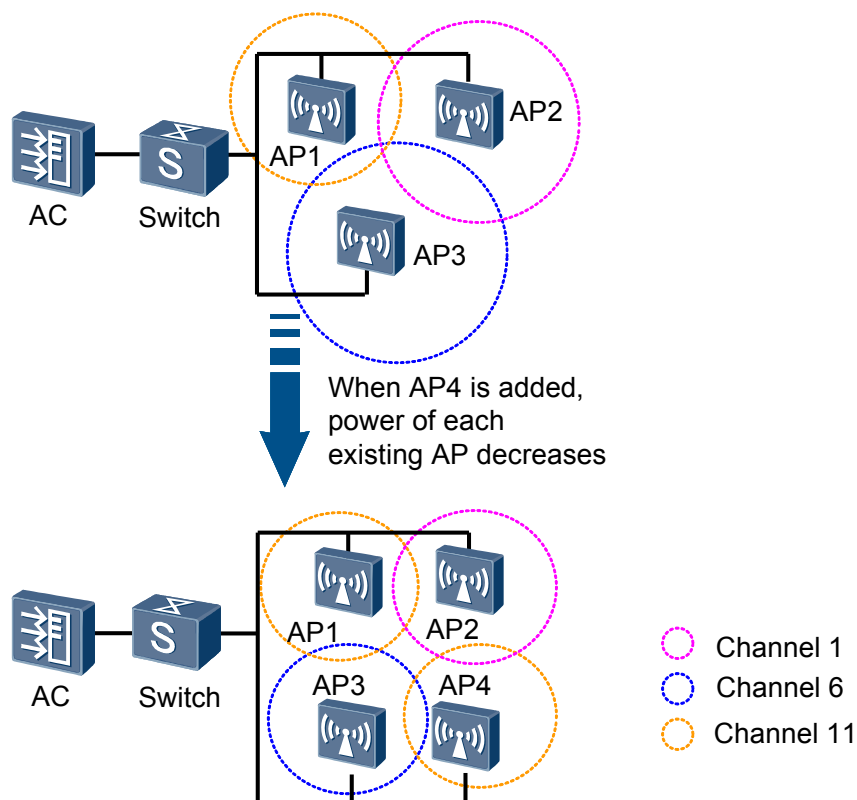 AP2
AP1
S
AC
Switch
AP3
When AP4 is added,
power of each
existing AP decreases
S
AP1
AP2
AC
Switch
AP3
AP4
Channel 1
Channel 6
Channel 11